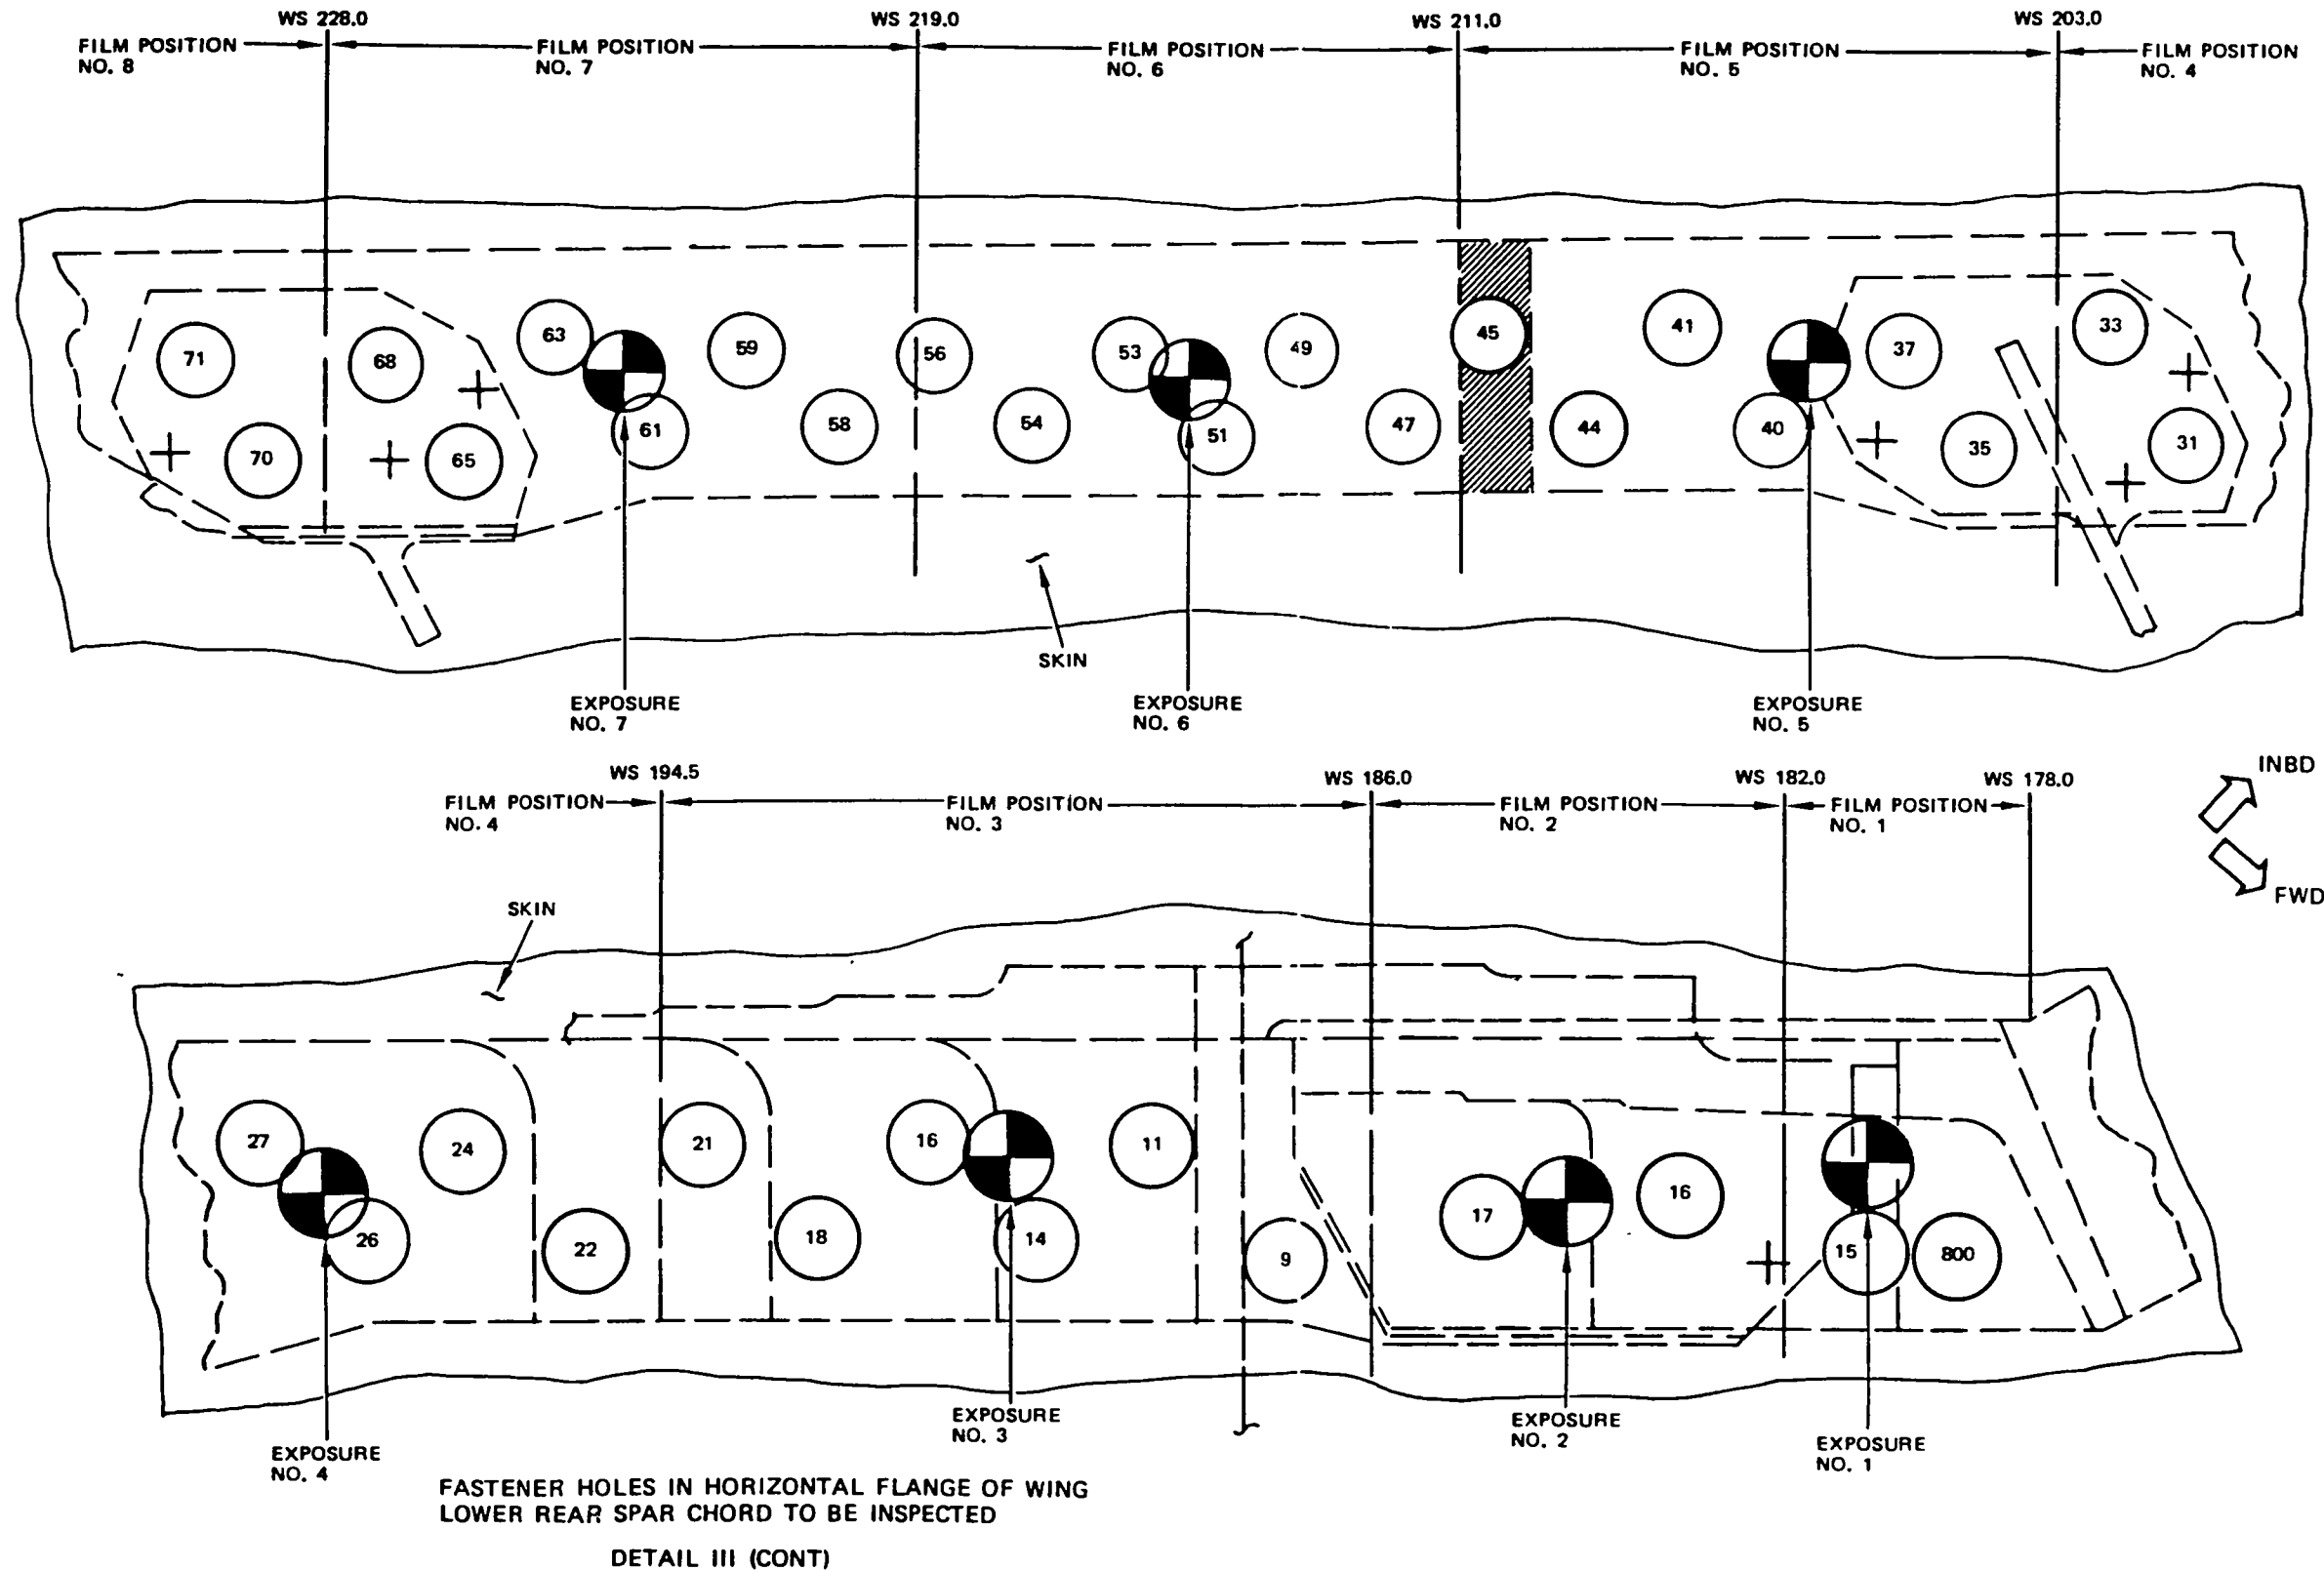 WS 228.0 WS 219.0 WS 211.0 WS 203.0
FILM POSITION FILM POSITION FILM POSITION FILM POSITION FILM POSITION
NO. 8 NO. 7 NO. 6 NO. 5 NO. 4
71 68 63 59 56 53 49 45 41 37 33
70 65 61 58 54 51 47 44 40 35 31
SKIN
EXPOSURE EXPOSURE EXPOSURE
NO. 7 NO. 6 NO. 5
WS 194.5 WS 186.0 WS 182.0 WS 178.0
INBD
FILM POSITION FILM POSITION FILM POSITION FILM POSITION
NO. 4 NO. 3 NO. 2 NO. 1
FWD
SKIN
27 24 21 16 11 17 16
26 22 18 14 9 15 800
EXPOSURE EXPOSURE EXPOSURE EXPOSURE
NO. 4 NO. 3 NO. 2 NO. 1
FASTENER HOLES IN HORIZONTAL FLANGE OF WING
LOWER REAR SPAR CHORD TO BE INSPECTED
DETAIL III (CONT)